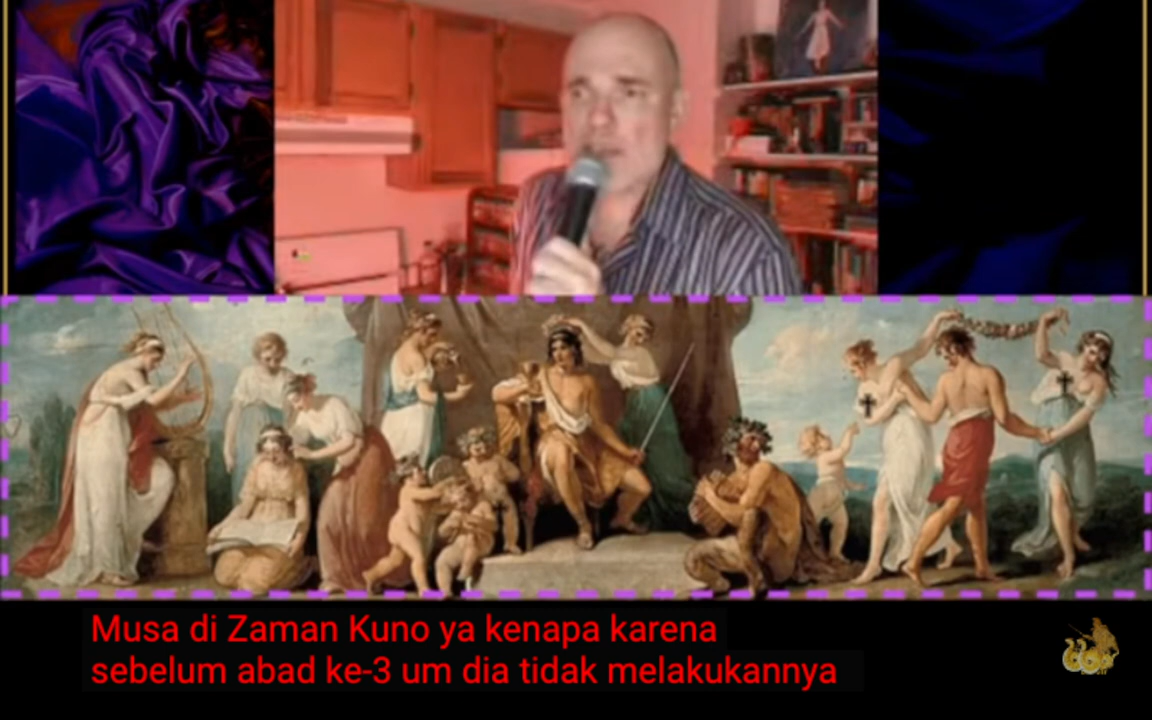 Musa di Zaman Kuno ya kenapa karena
sebelum abad ke-3 um dia tidak melakukannya